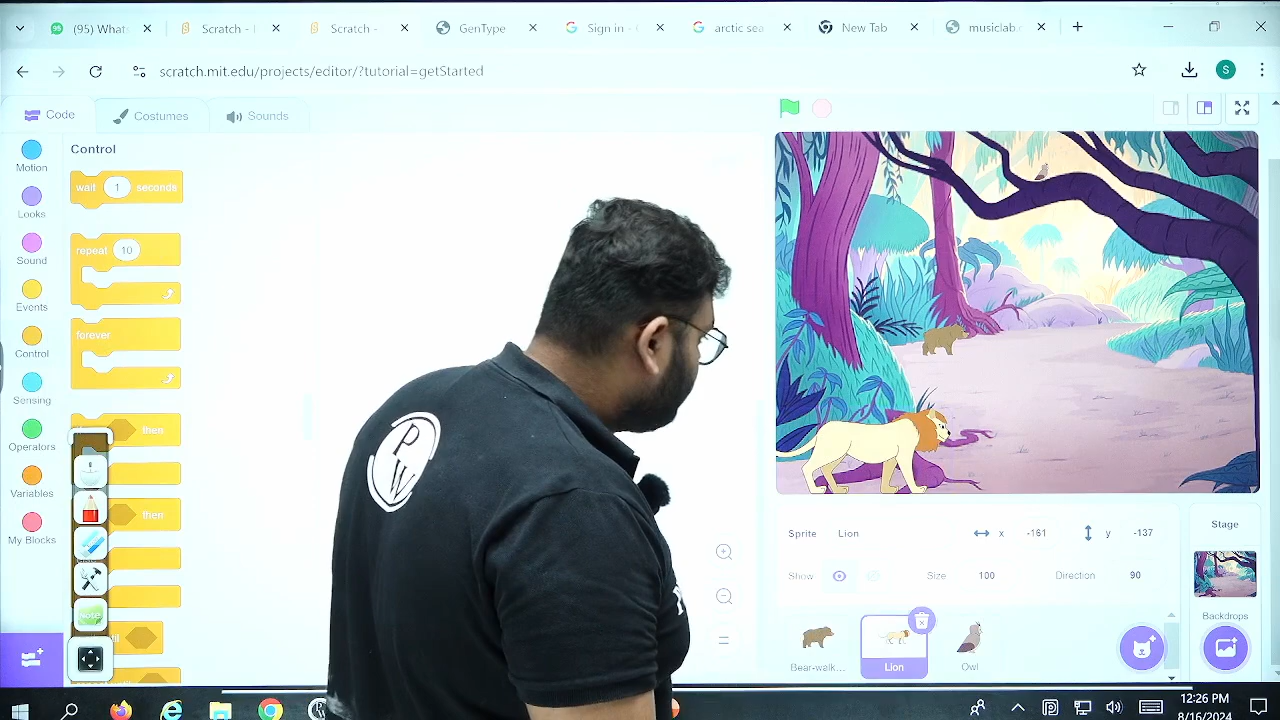 (95) Whats
Scratch -
Scratch -
GenType
Sign in -
arctic sea
New Tab
musiclab.
scratch.mit.edu/projects/editor/?tutorial=getStarted
S
Code
Costumes
Sounds
Motion
Looks
Sound
Events
Control
Sensing
Operators
Variables
My Blocks
Control
wait 1 seconds
repeat 10
forever
then
then
NOTE
PW
Sprite Lion
x -161
y -137
Show
Size 100
Direction 90
Bear-walk...
Lion
Owl
Stage
Backdrops
12:26 PM
8/16/2024